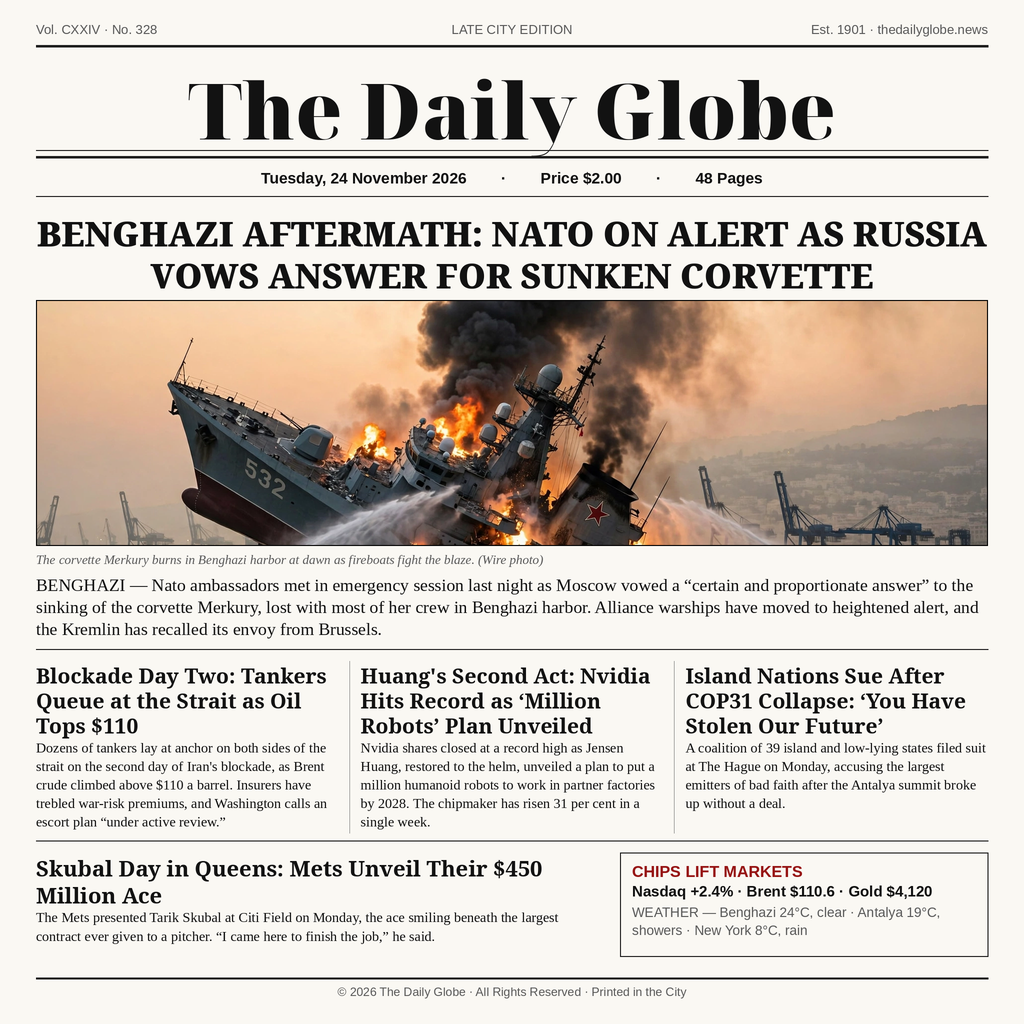 Vol. CXXIV · No. 328
LATE CITY EDITION
Est. 1901 · thedailyglobe.news
The Daily Globe
Tuesday, 24 November 2026 · Price $2.00 · 48 Pages
BENGHAZI AFTERMATH: NATO ON ALERT AS RUSSIA
VOWS ANSWER FOR SUNKEN CORVETTE
532
The corvette Merkury burns in Benghazi harbor at dawn as fireboats fight the blaze. (Wire photo)
BENGHAZI — Nato ambassadors met in emergency session last night as Moscow vowed a “certain and proportionate answer” to the
sinking of the corvette Merkury, lost with most of her crew in Benghazi harbor. Alliance warships have moved to heightened alert, and
the Kremlin has recalled its envoy from Brussels.
Blockade Day Two: Tankers
Queue at the Strait as Oil
Tops $110
Dozens of tankers lay at anchor on both sides of the
strait on the second day of Iran's blockade, as Brent
crude climbed above $110 a barrel. Insurers have
trebled war-risk premiums, and Washington calls an
escort plan “under active review.”
Huang's Second Act: Nvidia
Hits Record as ‘Million
Robots’ Plan Unveiled
Nvidia shares closed at a record high as Jensen
Huang, restored to the helm, unveiled a plan to put a
million humanoid robots to work in partner factories
by 2028. The chipmaker has risen 31 per cent in a
single week.
Island Nations Sue After
COP31 Collapse: ‘You Have
Stolen Our Future’
A coalition of 39 island and low-lying states filed suit
at The Hague on Monday, accusing the largest
emitters of bad faith after the Antalya summit broke
up without a deal.
Skubal Day in Queens: Mets Unveil Their $450
Million Ace
The Mets presented Tarik Skubal at Citi Field on Monday, the ace smiling beneath the largest
contract ever given to a pitcher. “I came here to finish the job,” he said.
CHIPS LIFT MARKETS
Nasdaq +2.4% · Brent $110.6 · Gold $4,120
WEATHER — Benghazi 24°C, clear · Antalya 19°C,
showers · New York 8°C, rain
© 2026 The Daily Globe · All Rights Reserved · Printed in the City